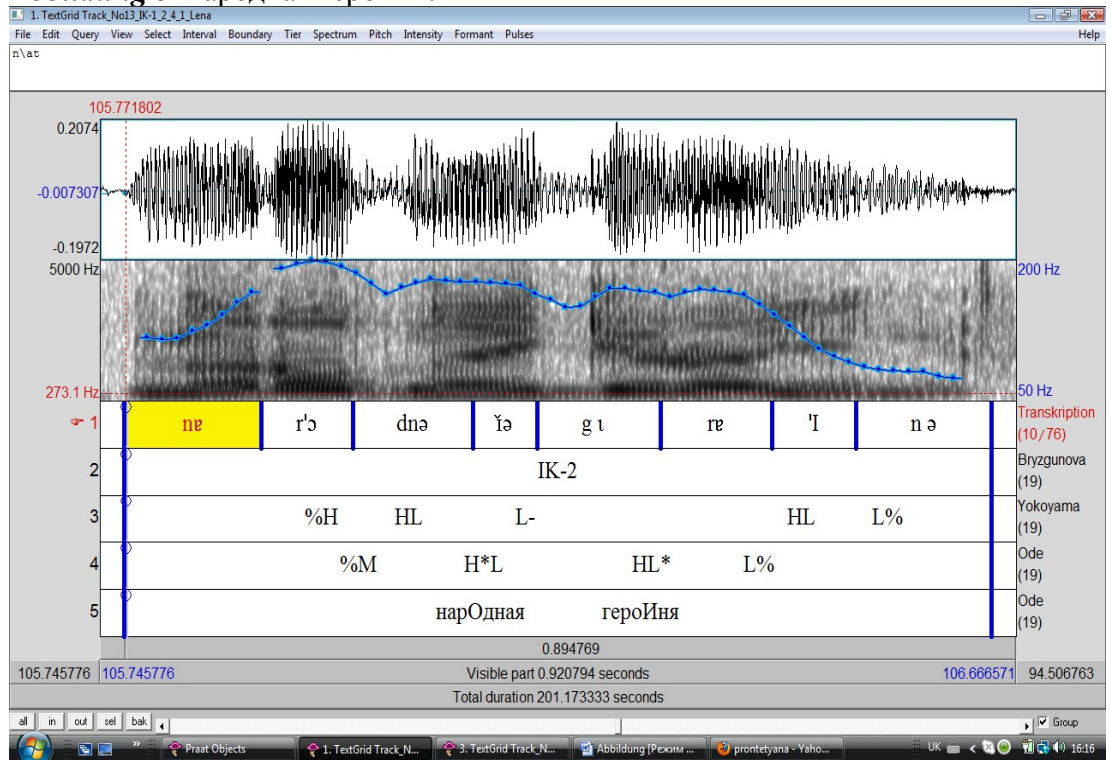 1. TextGrid Track_No13_IK-1_2_4_1_Lena
File Edit Query View Select Interval Boundary Tier Spectrum Pitch Intensity Formant Pulses Help
n\at
105.771802
0.2074
-0.007307
-0.1972
5000 Hz 200 Hz
273.1 Hz 50 Hz
1 nɐ r'ɔ dnə ǐə g ɩ rɐ 'I n ə Transkription (10/76)
2 IK-2 Bryzgunova (19)
3 %H HL L- HL L% Yokoyama (19)
4 %M H*L HL* L% Ode (19)
5 нарОдная героИня Ode (19)
0.894769
105.745776 105.745776 Visible part 0.920794 seconds 106.666571 94.506763
Total duration 201.173333 seconds
all in out sel bak Group
Praat Objects 1. TextGrid Track_N... 3. TextGrid Track_N... Abbildung [Режим ... prontetyana - Yaho... UK 16:16